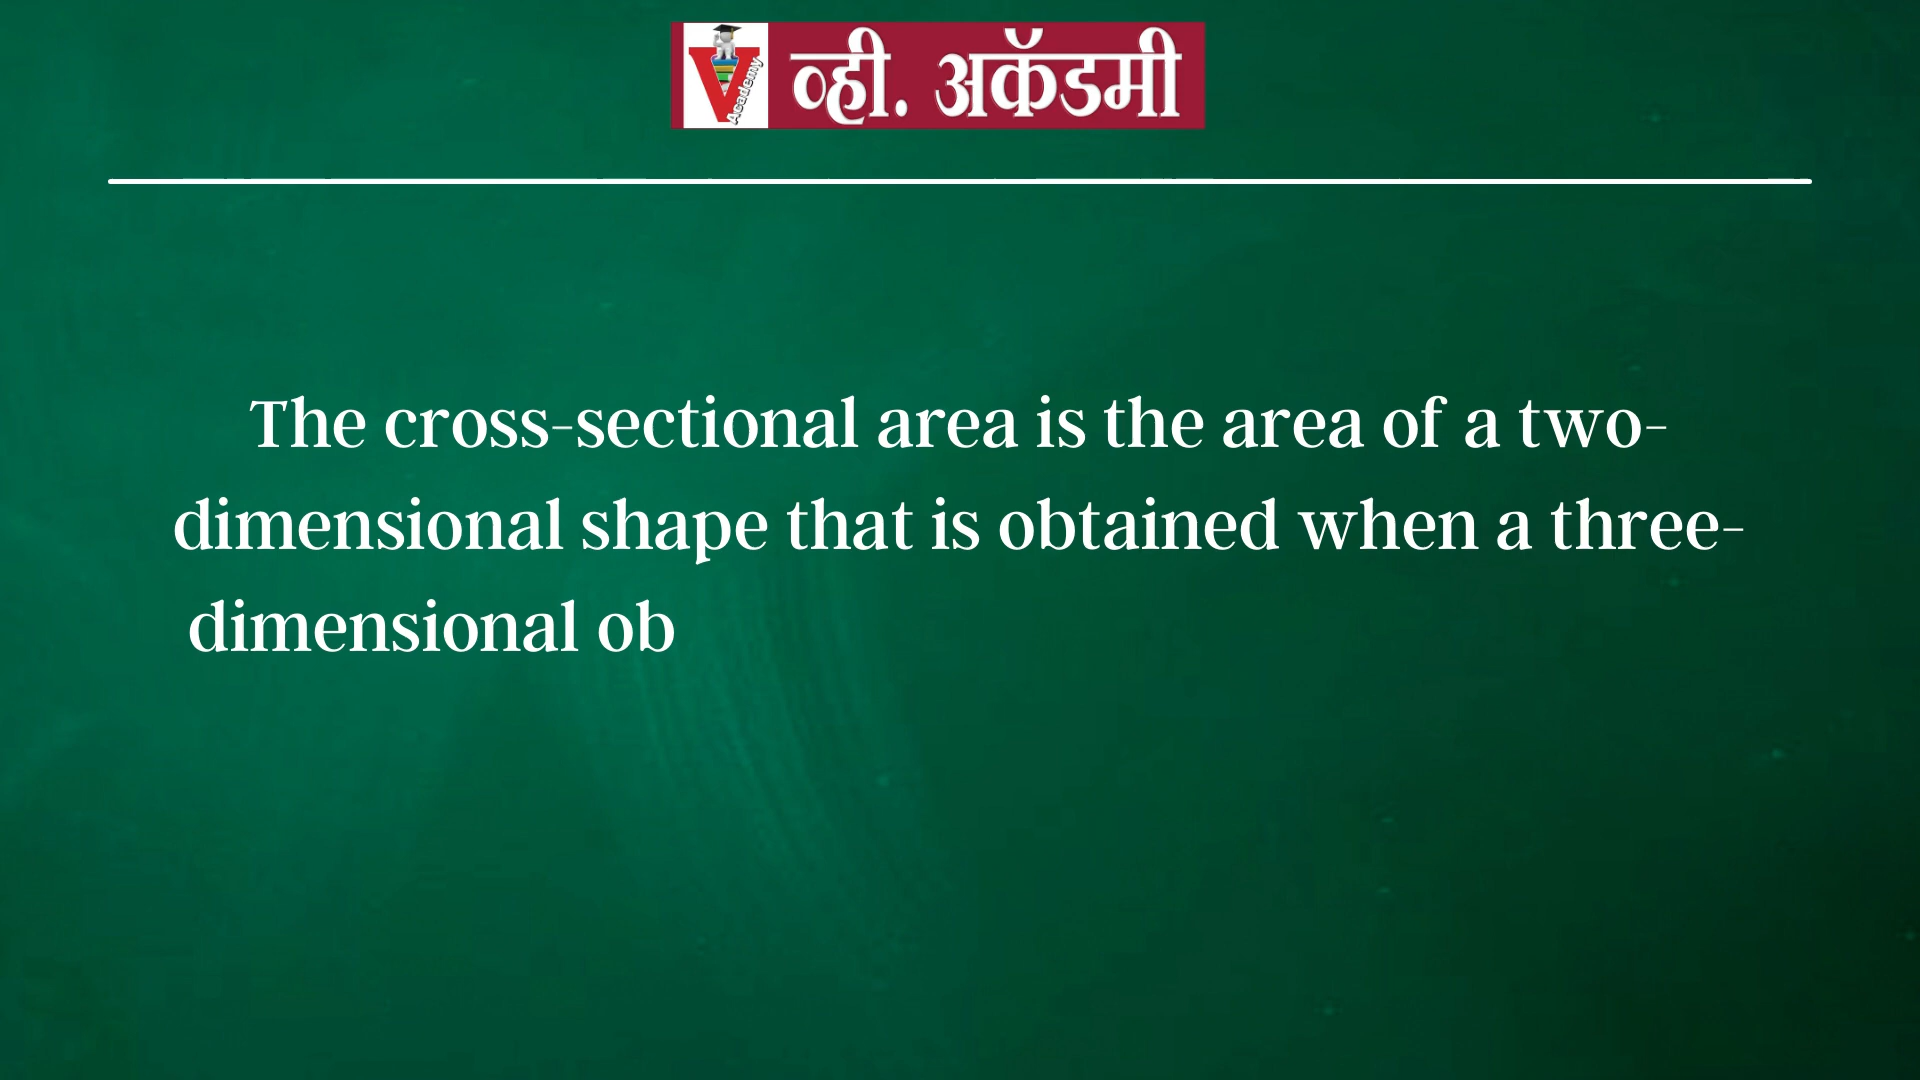 V
Academy
व्ही. अकॅडमी
The cross-sectional area is the area of a two-
dimensional shape that is obtained when a three-
dimensional ob